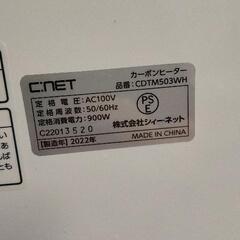 C:NET
カーボンヒーター
品番：CDTM503WH
定格電圧：AC100V
定格周波数：50/60Hz
定格消費電力：900W
PS
E
C22013520
株式会社シィー・ネット
【製造年】2022年
MADE IN CHINA